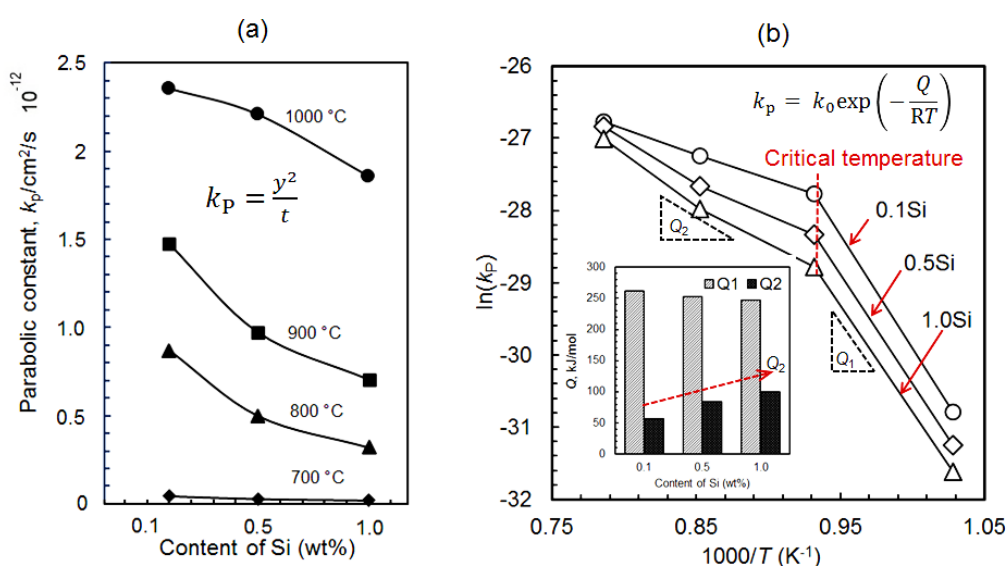 (a)
Parabolic constant, kp/cm²/s 10⁻¹²
2.5
2
1.5
1.0
0.5
0
1000 °C
kP = y²/t
900 °C
800 °C
700 °C
0.1 0.5 1.0
Content of Si (wt%)
(b)
ln(kP)
-26
-27
-28
-29
-30
-31
-32
kp = k0 exp(-Q/RT)
Critical temperature
Q2
0.1Si
0.5Si
1.0Si
Q1
Q, kJ/mol
300
250
200
150
100
50
0
Q1 Q2
Q2
0.1 0.5 1.0
Content of Si (wt%)
0.75 0.85 0.95 1.05
1000/T (K⁻¹)